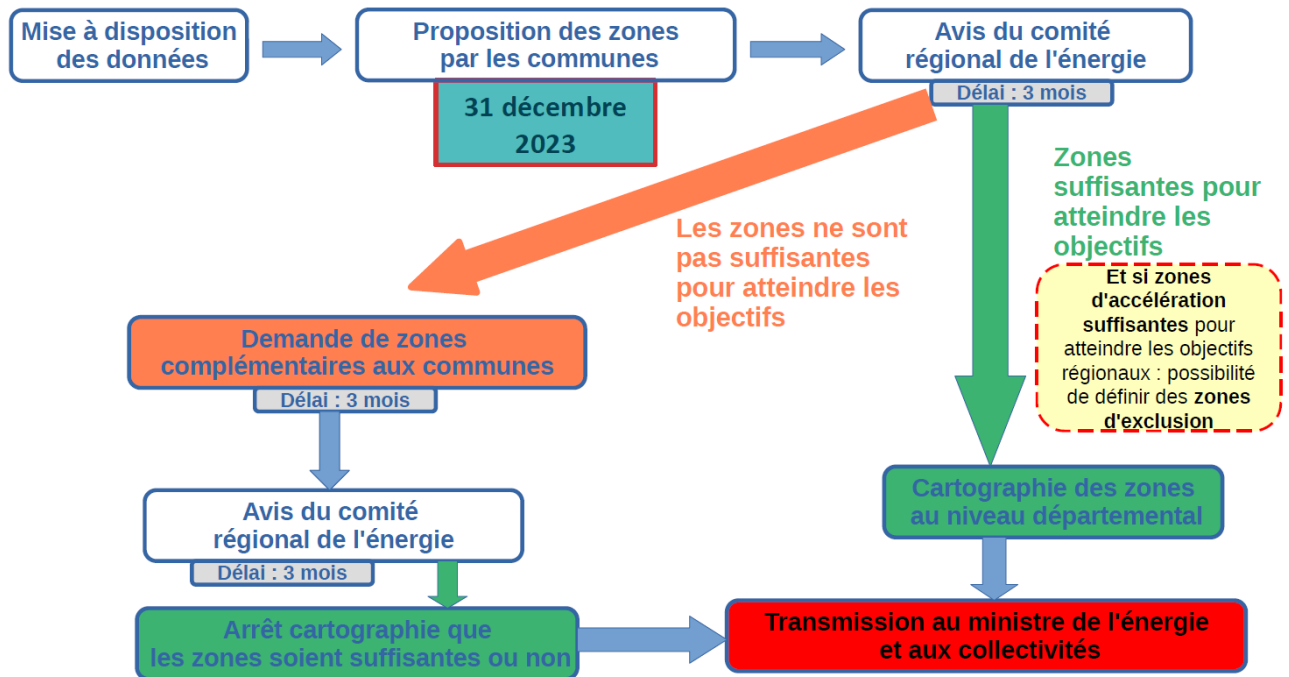 Mise à disposition
des données
Proposition des zones
par les communes
31 décembre
2023
Avis du comité
régional de l'énergie
Délai : 3 mois
Zones
suffisantes pour
atteindre les
objectifs
Les zones ne sont
pas suffisantes
pour atteindre les
objectifs
Et si zones
d'accélération
suffisantes pour
atteindre les objectifs
régionaux : possibilité
de définir des zones
d'exclusion
Demande de zones
complémentaires aux communes
Délai : 3 mois
Avis du comité
régional de l'énergie
Délai : 3 mois
Cartographie des zones
au niveau départemental
Arrêt cartographie que
les zones soient suffisantes ou non
Transmission au ministre de l'énergie
et aux collectivités